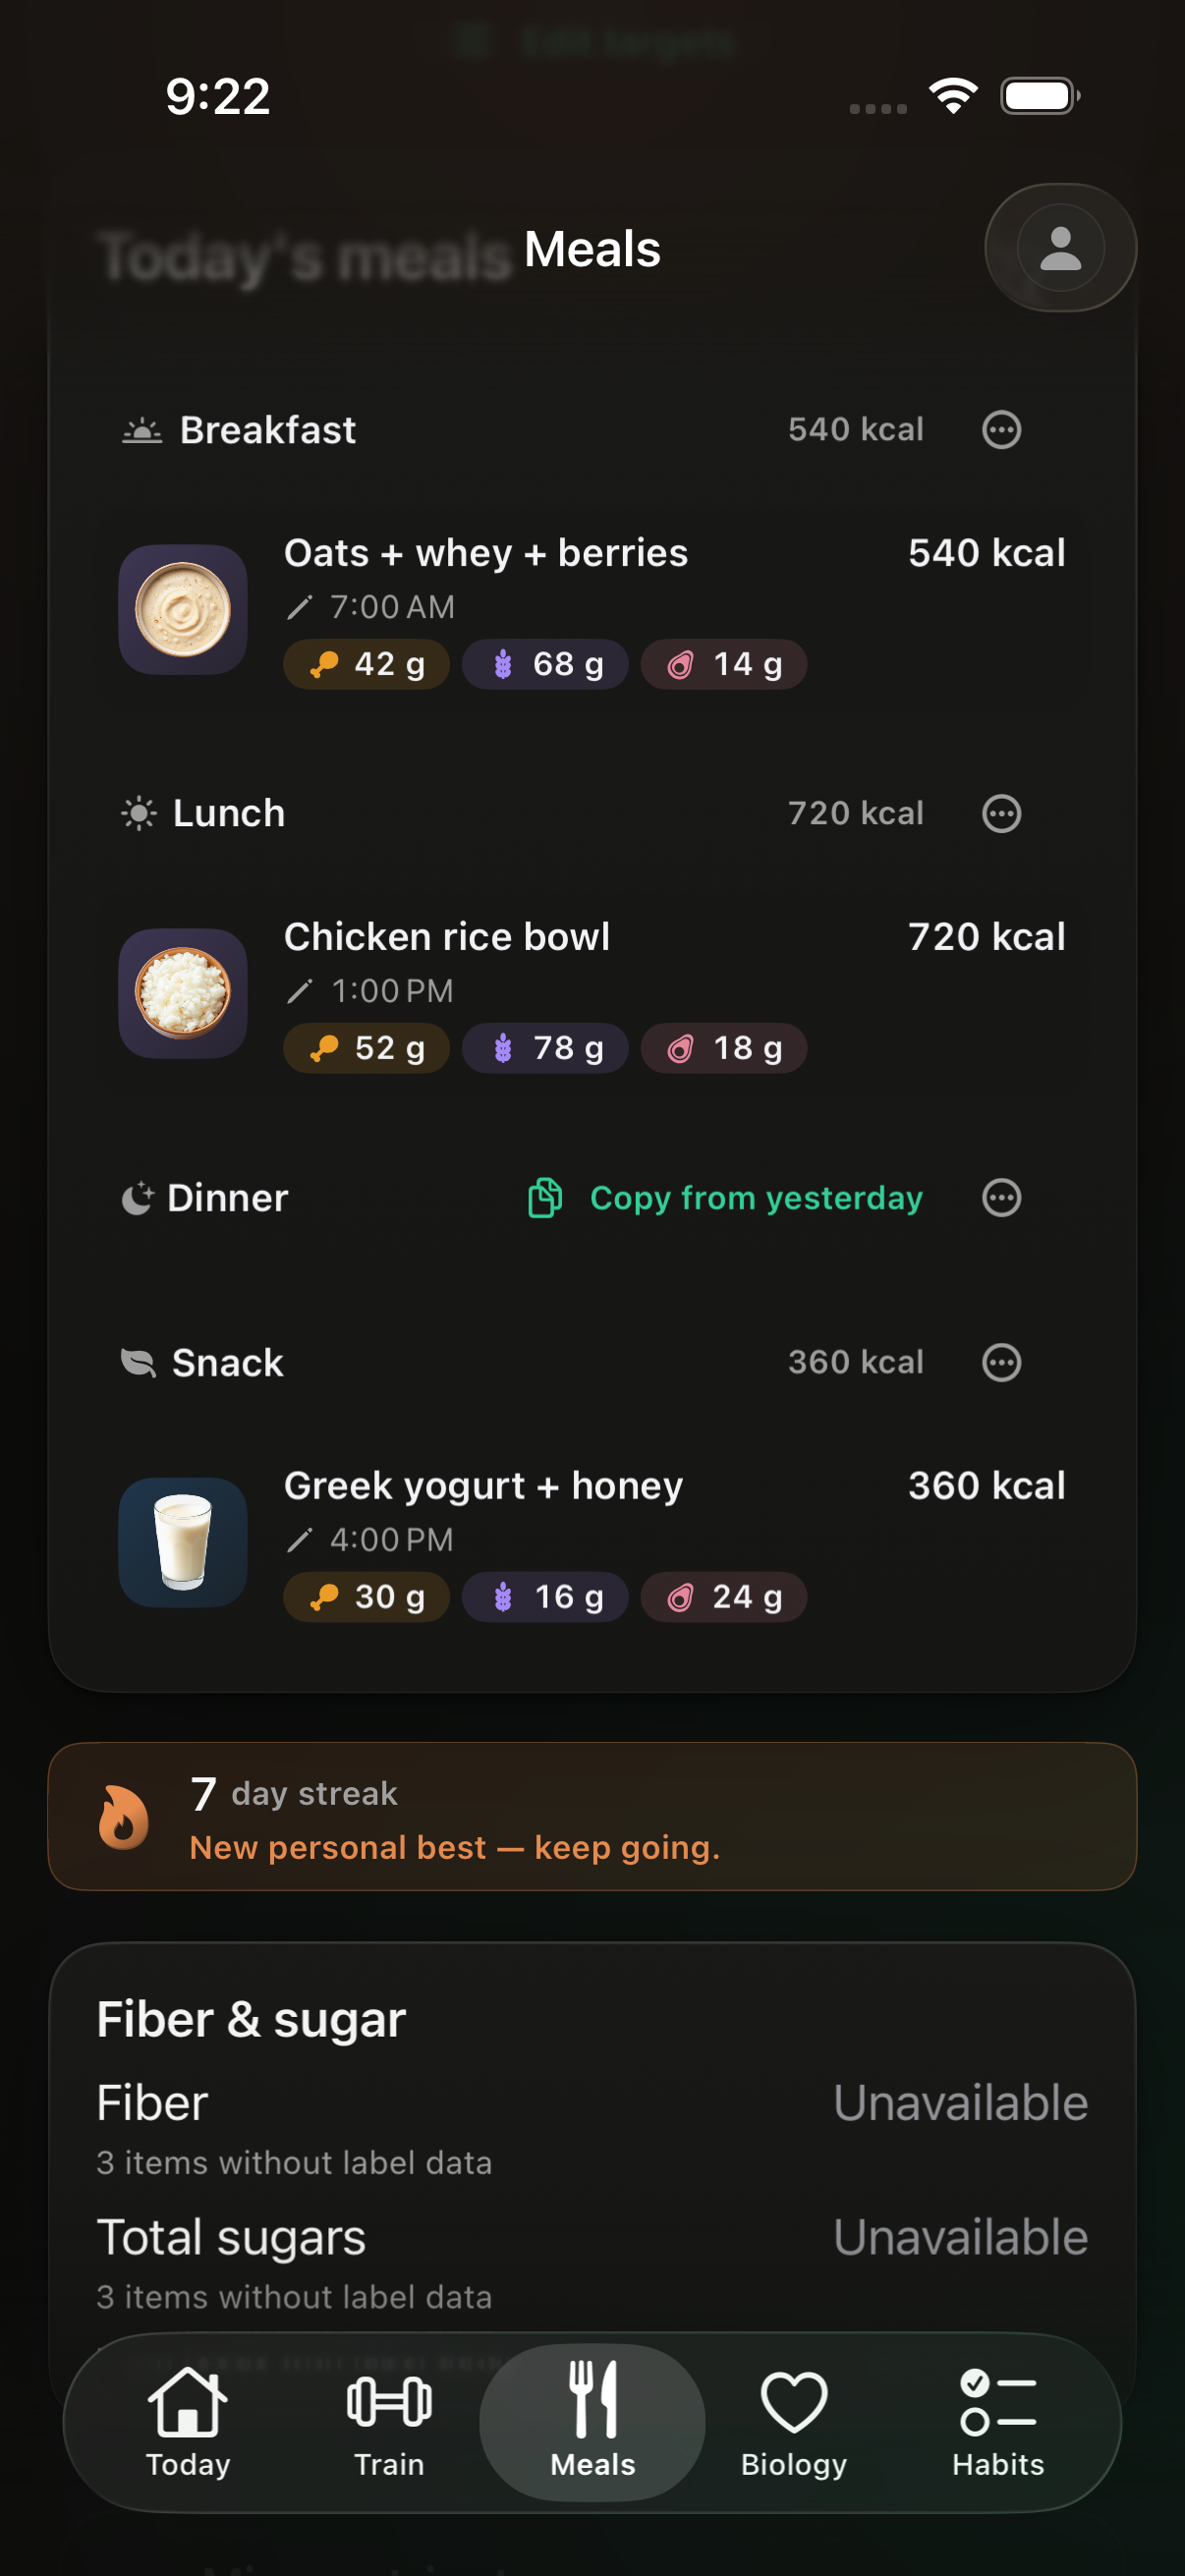 Edit targets
9:22
Today's meals
Meals
Breakfast
540 kcal
Oats + whey + berries
540 kcal
7:00 AM
42 g
68 g
14 g
Lunch
720 kcal
Chicken rice bowl
720 kcal
1:00 PM
52 g
78 g
18 g
Dinner
Copy from yesterday
Snack
360 kcal
Greek yogurt + honey
360 kcal
4:00 PM
30 g
16 g
24 g
7 day streak
New personal best — keep going.
Fiber & sugar
Fiber
Unavailable
3 items without label data
Total sugars
Unavailable
3 items without label data
Today
Train
Meals
Biology
Habits